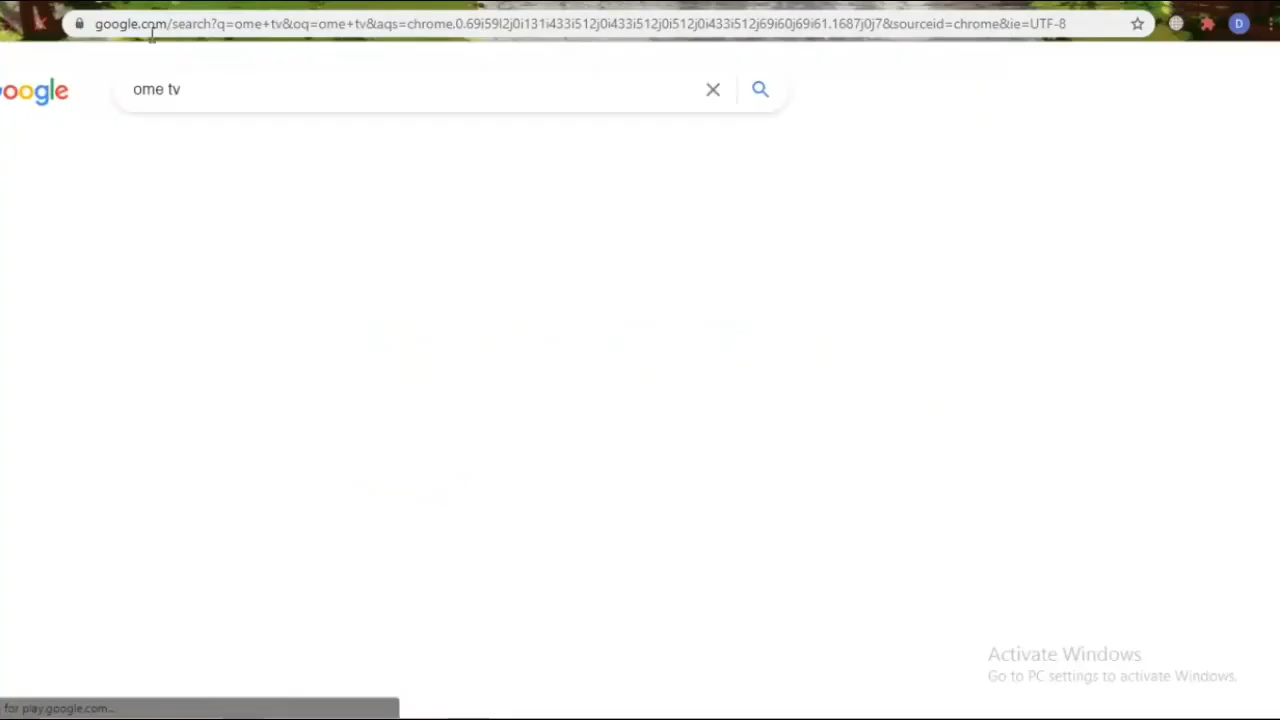 google.com/search?q=ome+tv&oq=ome+tv&aqs=chrome.0.69i59l2j0i131i433i512j0i433i512j0i512j0i433i512j69i60j69i61.1687j0j7&sourceid=chrome&ie=UTF-8
D
oogle
ome tv
Activate Windows
Go to PC settings to activate Windows.
for play.google.com...